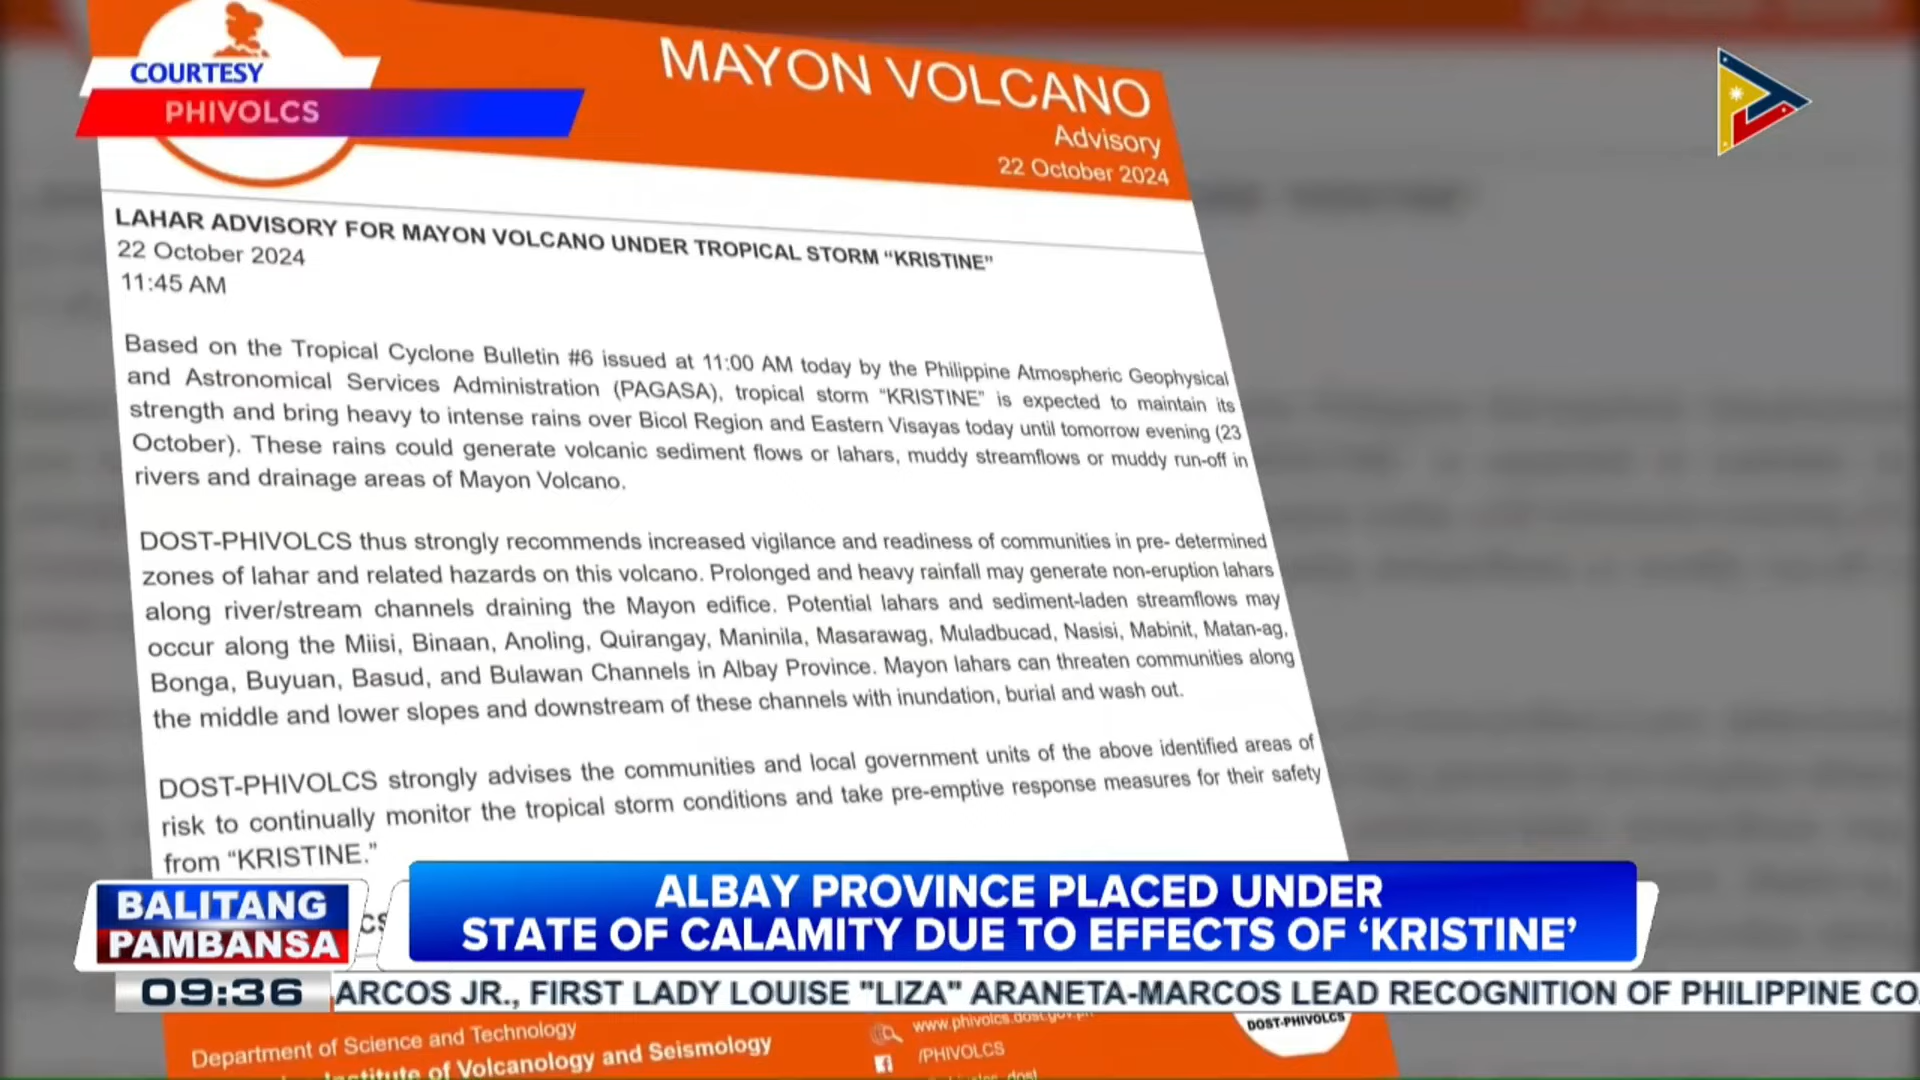 COURTESY
PHIVOLCS
MAYON VOLCANO
Advisory
22 October 2024
LAHAR ADVISORY FOR MAYON VOLCANO UNDER TROPICAL STORM “KRISTINE”
22 October 2024
11:45 AM
Based on the Tropical Cyclone Bulletin #6 issued at 11:00 AM today by the Philippine Atmospheric Geophysical
and Astronomical Services Administration (PAGASA), tropical storm “KRISTINE” is expected to maintain its
strength and bring heavy to intense rains over Bicol Region and Eastern Visayas today until tomorrow evening (23
October). These rains could generate volcanic sediment flows or lahars, muddy streamflows or muddy run-off in
rivers and drainage areas of Mayon Volcano.
DOST-PHIVOLCS thus strongly recommends increased vigilance and readiness of communities in pre- determined
zones of lahar and related hazards on this volcano. Prolonged and heavy rainfall may generate non-eruption lahars
along river/stream channels draining the Mayon edifice. Potential lahars and sediment-laden streamflows may
occur along the Miisi, Binaan, Anoling, Quirangay, Maninila, Masarawag, Muladbucad, Nasisi, Mabinit, Matan-ag,
Bonga, Buyuan, Basud, and Bulawan Channels in Albay Province. Mayon lahars can threaten communities along
the middle and lower slopes and downstream of these channels with inundation, burial and wash out.
DOST-PHIVOLCS strongly advises the communities and local government units of the above identified areas of
risk to continually monitor the tropical storm conditions and take pre-emptive response measures for their safety
from “KRISTINE.”
BALITANG
PAMBANSA
ALBAY PROVINCE PLACED UNDER
STATE OF CALAMITY DUE TO EFFECTS OF ‘KRISTINE’
09:36
ARCOS JR., FIRST LADY LOUISE "LIZA" ARANETA-MARCOS LEAD RECOGNITION OF PHILIPPINE CO
Department of Science and Technology
Institute of Volcanology and Seismology
www.phivolcs.dost.gov.ph
/PHIVOLCS
DOST-PHIVOLCS